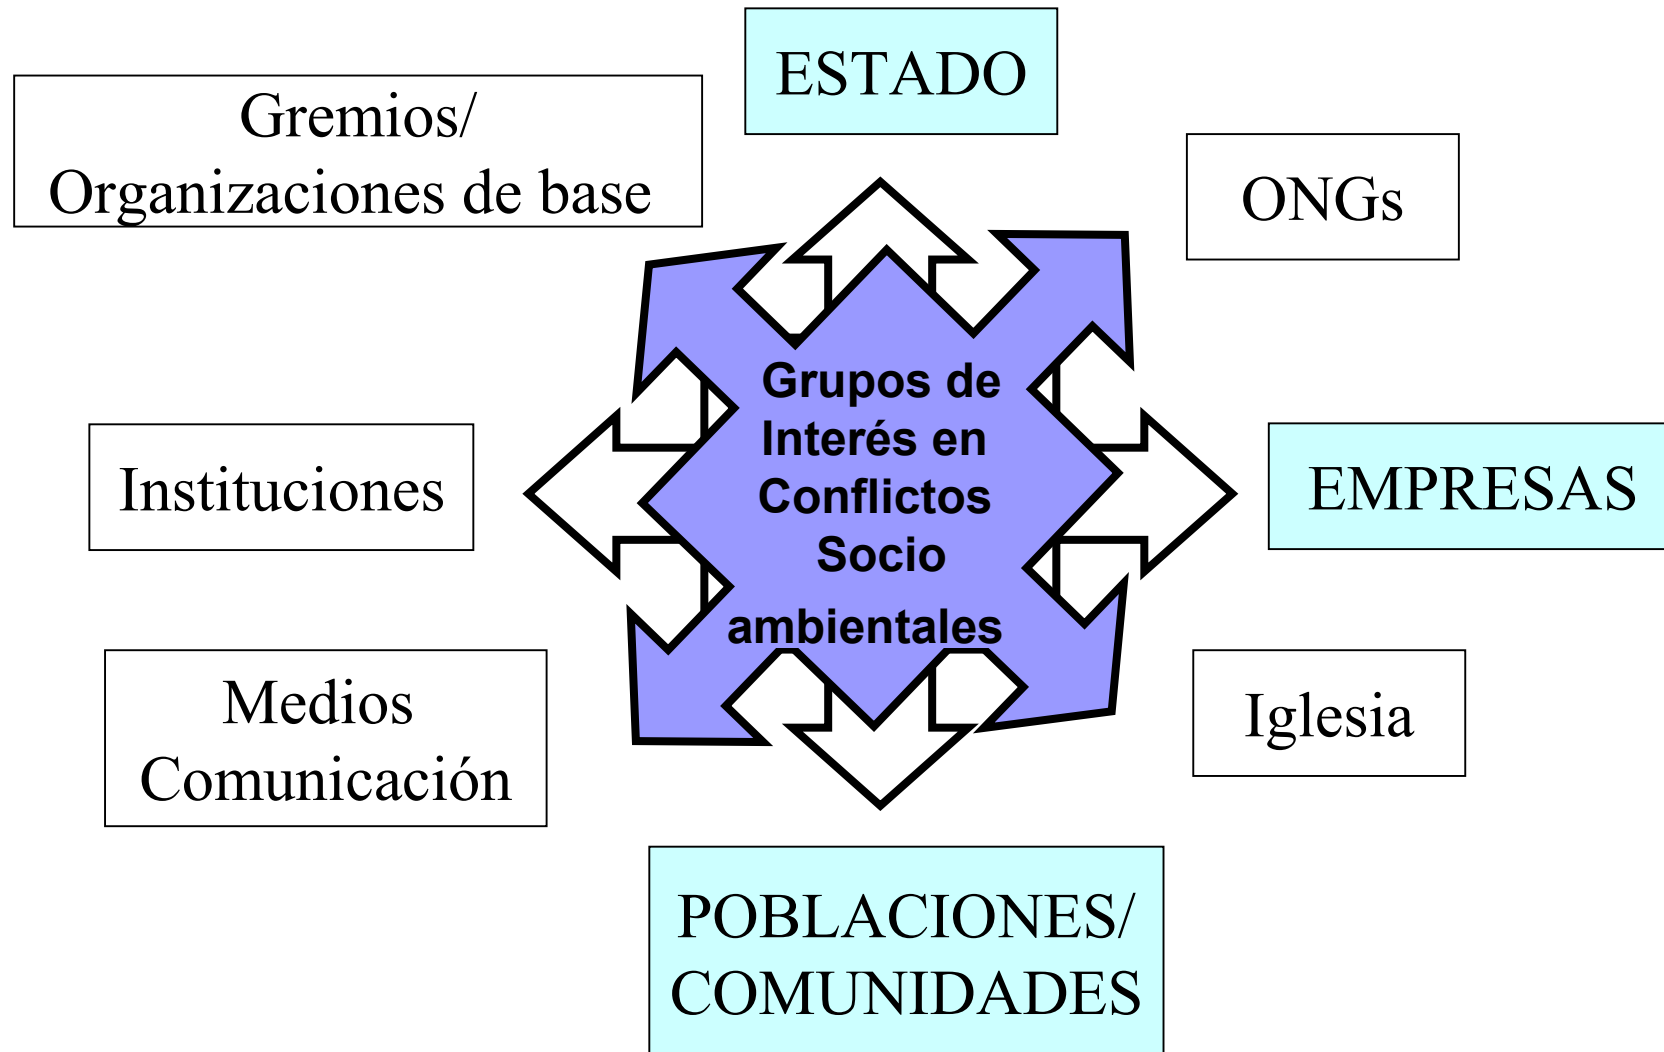 ESTADO
Gremios/
Organizaciones de base
ONGs
Grupos de
Interés en
Conflictos
Socio
ambientales
Instituciones
EMPRESAS
Medios
Comunicación
Iglesia
POBLACIONES/
COMUNIDADES